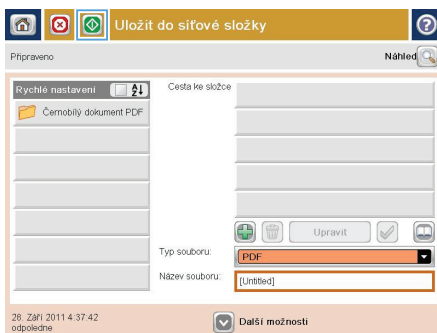 Uložit do síťové složky
Připraveno
Náhled
Rychlé nastavení
Cesta ke složce
Černobílý dokument PDF
Upravit
Typ souboru:
PDF
Název souboru:
[Untitled]
28. Září 2011 4:37:42
odpoledne
Další možnosti